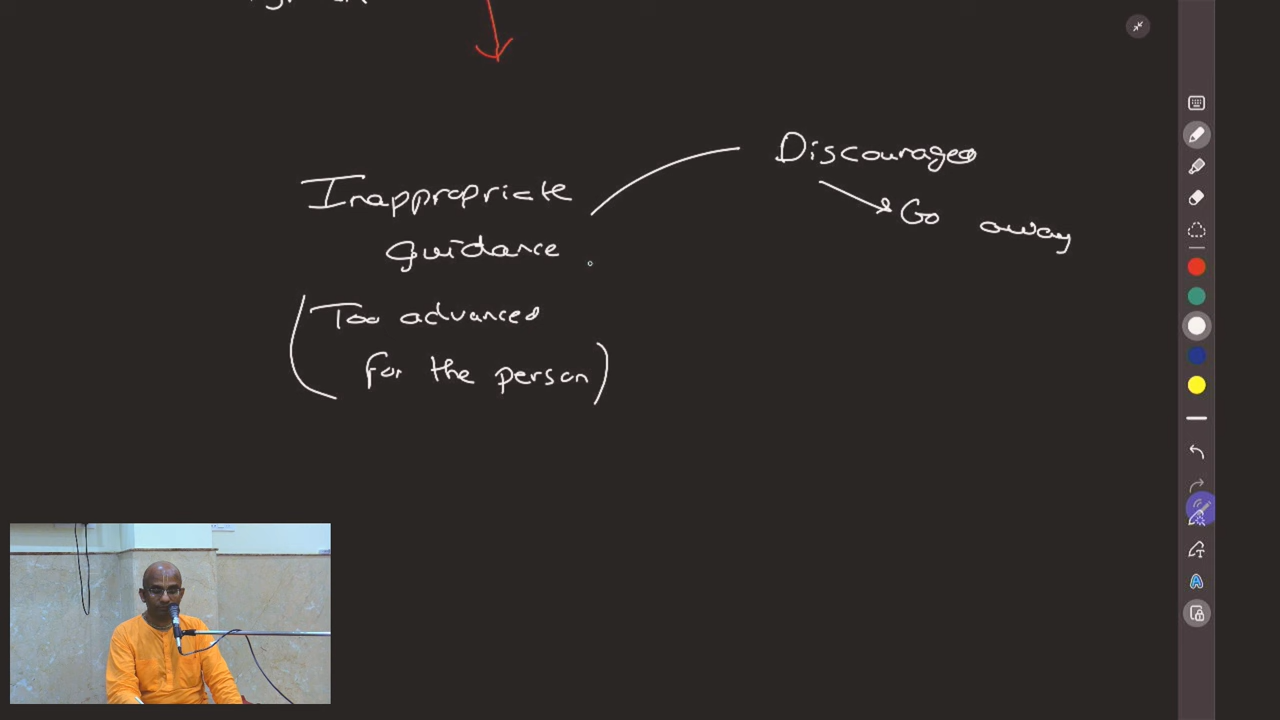 Inappropriate
guidance
(Too advanced
for the person)
Discouraged
Go away